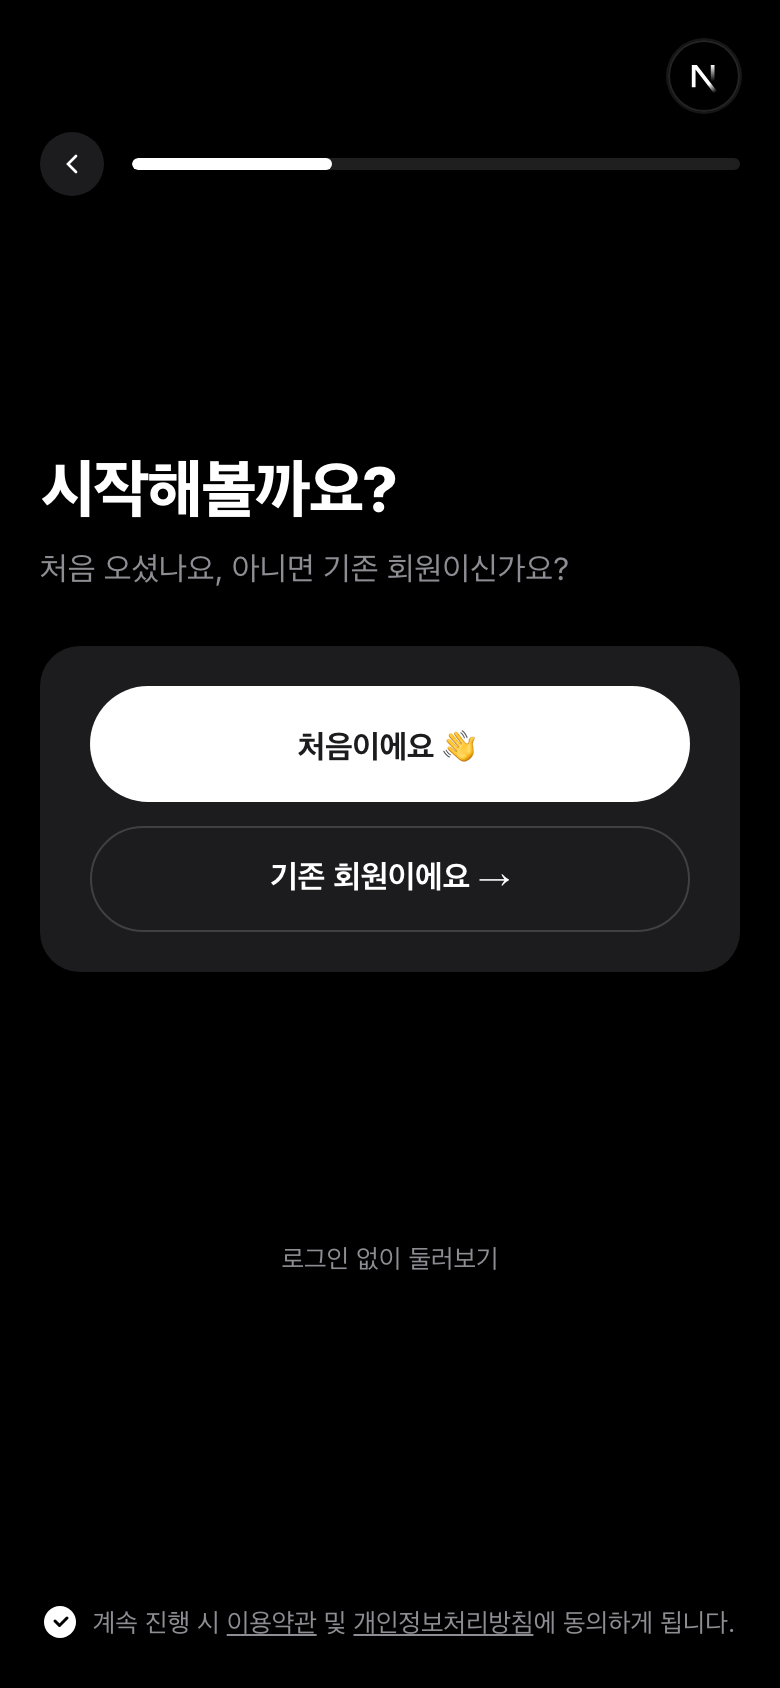 N
시작해볼까요?
처음 오셨나요, 아니면 기존 회원이신가요?
처음이에요 👋
기존 회원이에요 →
로그인 없이 둘러보기
계속 진행 시 이용약관 및 개인정보처리방침에 동의하게 됩니다.